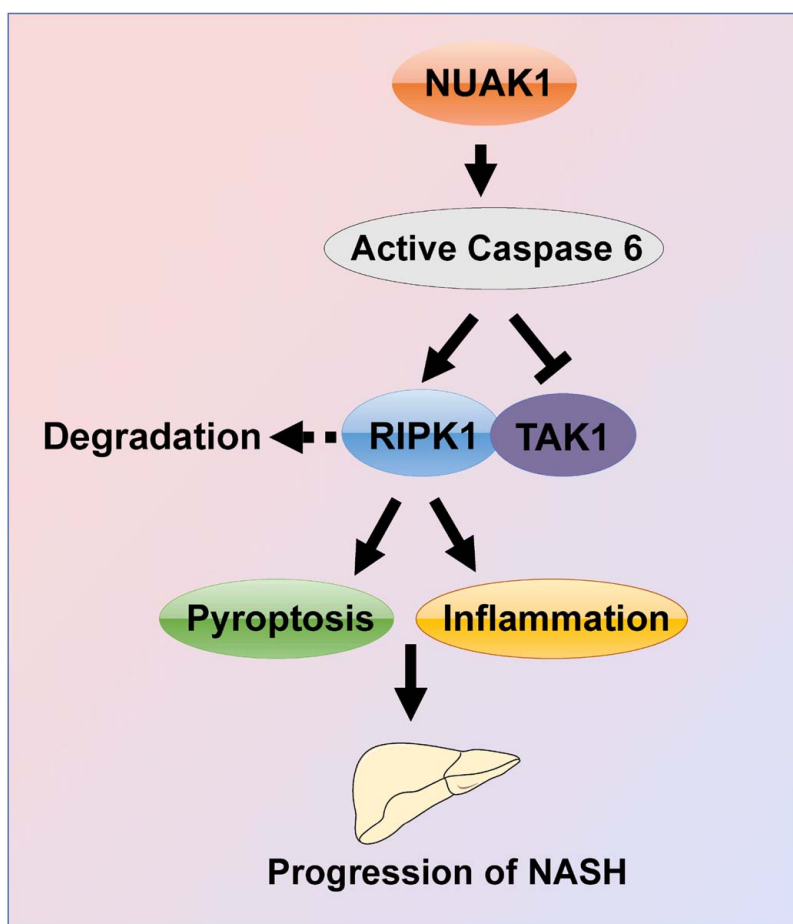 NUAK1
Active Caspase 6
Degradation
RIPK1
TAK1
Pyroptosis
Inflammation
Progression of NASH